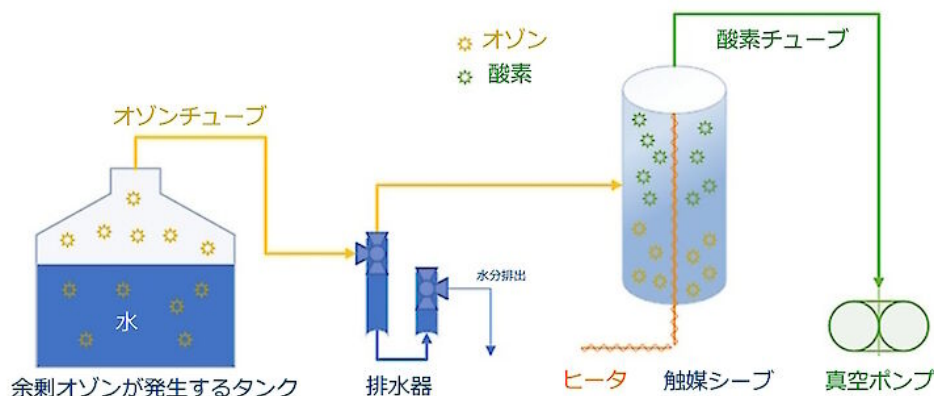 オゾン
酸素
酸素チューブ
オゾンチューブ
水分排出
水
余剰オゾンが発生するタンク
排水器
ヒータ
触媒シーブ
真空ポンプ